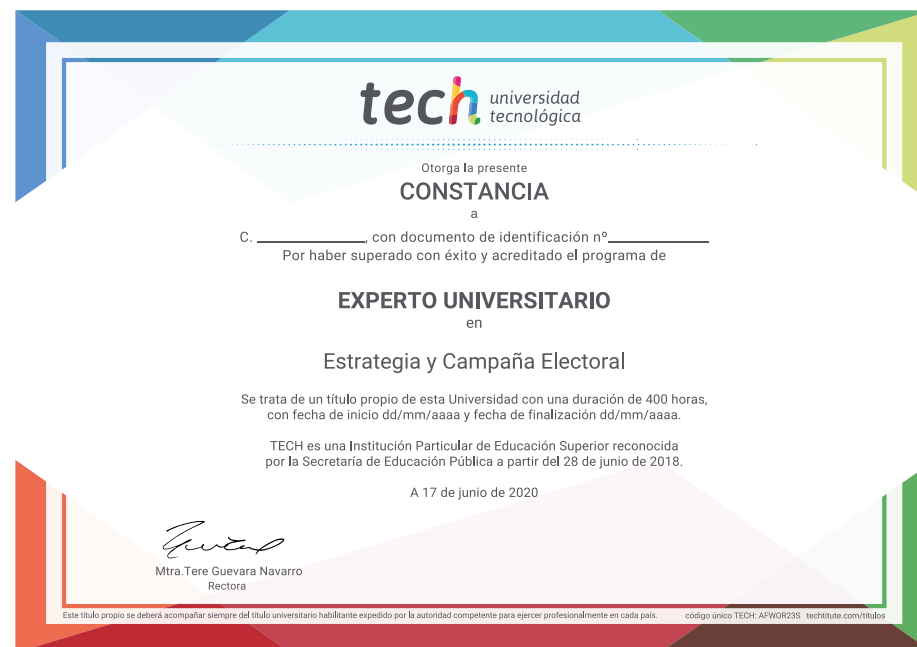 tech universidad
tecnológica
Otorga la presente
CONSTANCIA
a
C. ______________, con documento de identificación nº_____________
Por haber superado con éxito y acreditado el programa de
EXPERTO UNIVERSITARIO
en
Estrategia y Campaña Electoral
Se trata de un título propio de esta Universidad con una duración de 400 horas,
con fecha de inicio dd/mm/aaaa y fecha de finalización dd/mm/aaaa.
TECH es una Institución Particular de Educación Superior reconocida
por la Secretaría de Educación Pública a partir del 28 de junio de 2018.
A 17 de junio de 2020
Mtra.Tere Guevara Navarro
Rectora
Este título propio se deberá acompañar siempre del título universitario habilitante expedido por la autoridad competente para ejercer profesionalmente en cada país. código único TECH: AFWOR23S techtitute.com/titulos